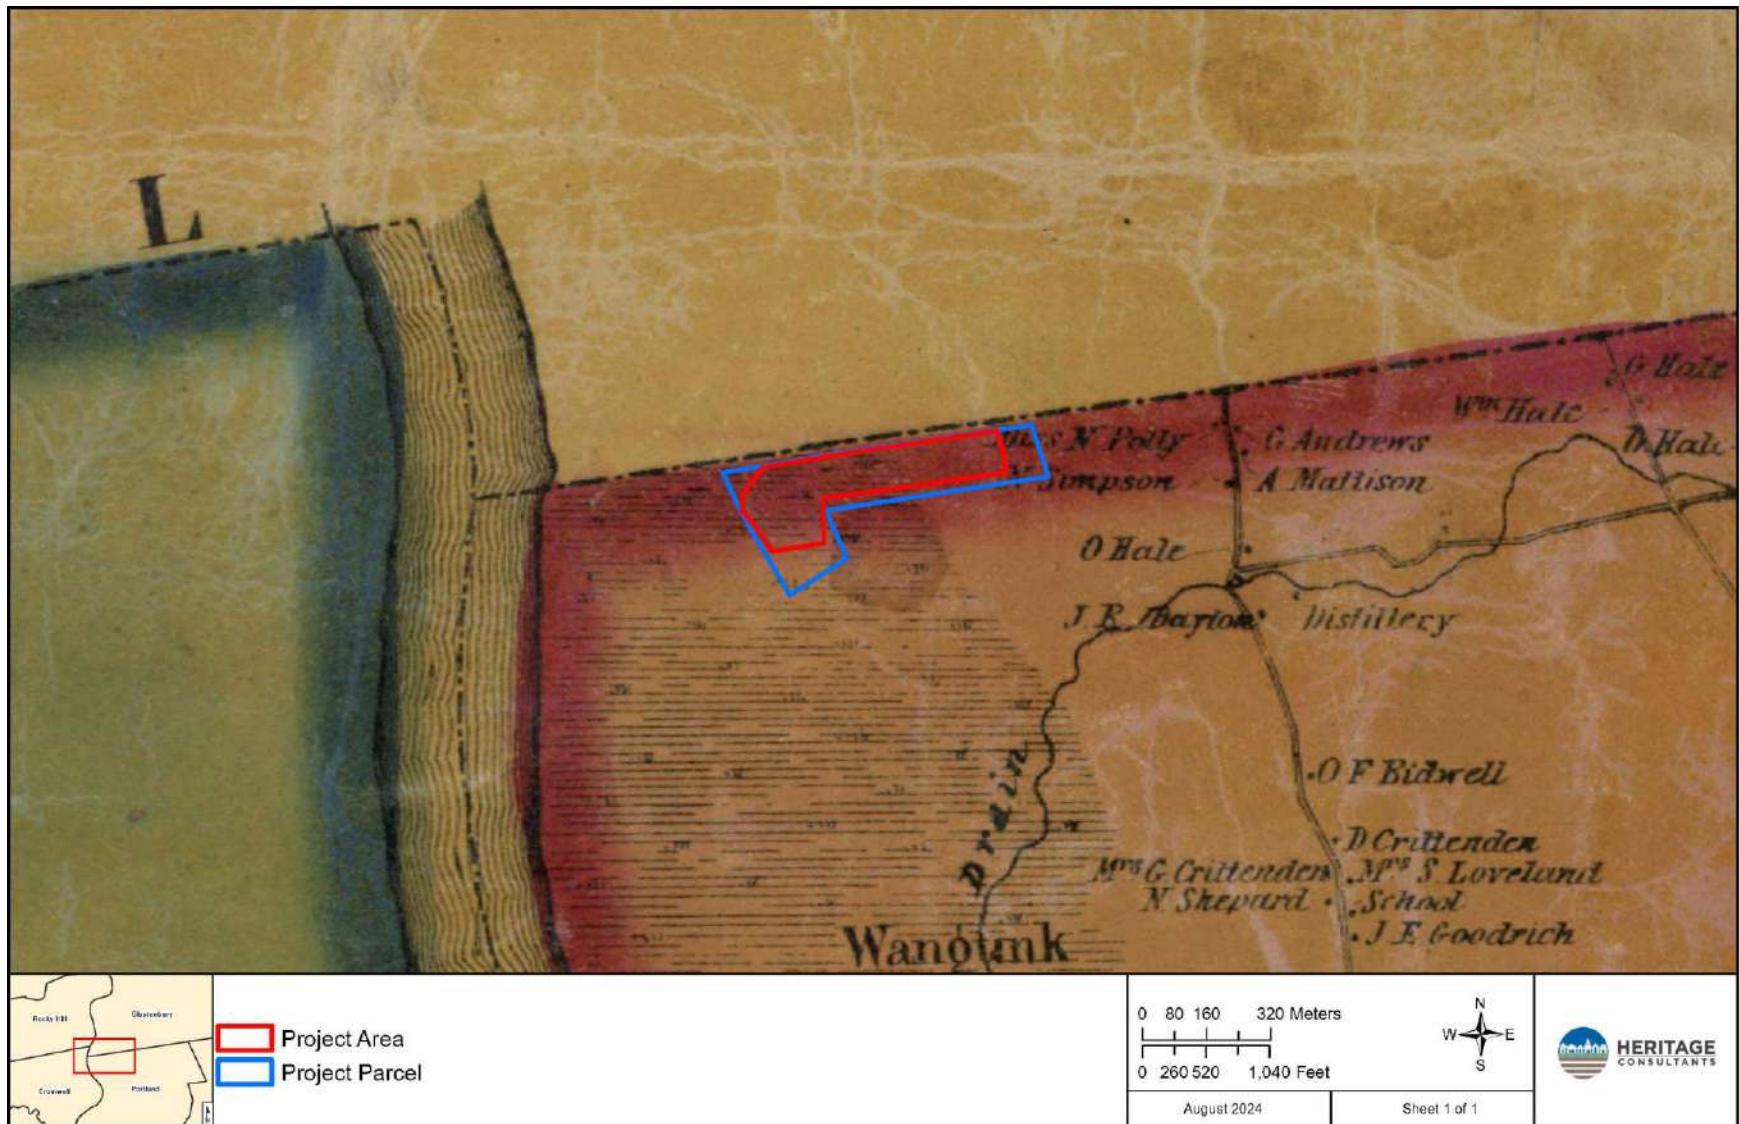 L
G Hale
Wm Hale
N Polly
G Andrews
D. Hale
Simpson
A Mattison
O Hale
J E
Distillery
Drain
O F Bidwell
D Crittenden
Mrs G. Crittenden
Mrs S Loveland
N Shepard
School
J E Goodrich
Wangunk
Rocky Hill
Glastonbury
Cromwell
Portland
Project Area
Project Parcel
0 80 160 320 Meters
0 260 520 1,040 Feet
N
W E
S
August 2024
Sheet 1 of 1
HERITAGE
CONSULTANTS